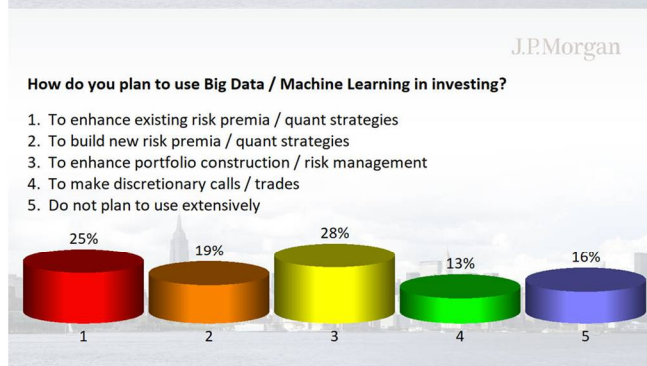 J.P.Morgan
How do you plan to use Big Data / Machine Learning in investing?
1. To enhance existing risk premia / quant strategies
2. To build new risk premia / quant strategies
3. To enhance portfolio construction / risk management
4. To make discretionary calls / trades
5. Do not plan to use extensively
25% 19% 28% 13% 16%
1 2 3 4 5